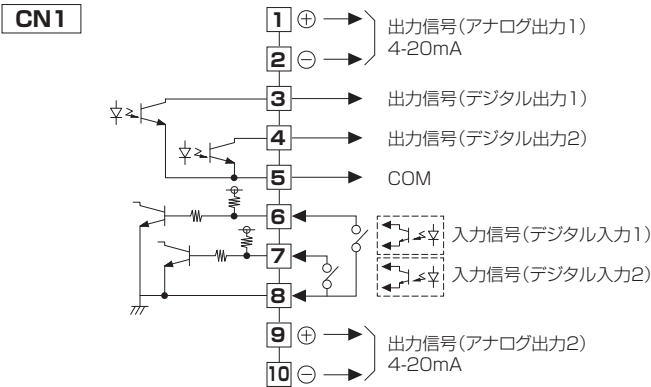 CN1
1 ⊕ 出力信号(アナログ出力1)
4-20mA
2 ⊖
3 出力信号(デジタル出力1)
4 出力信号(デジタル出力2)
5 COM
6 入力信号(デジタル入力1)
7 入力信号(デジタル入力2)
8
9 ⊕ 出力信号(アナログ出力2)
4-20mA
10 ⊖